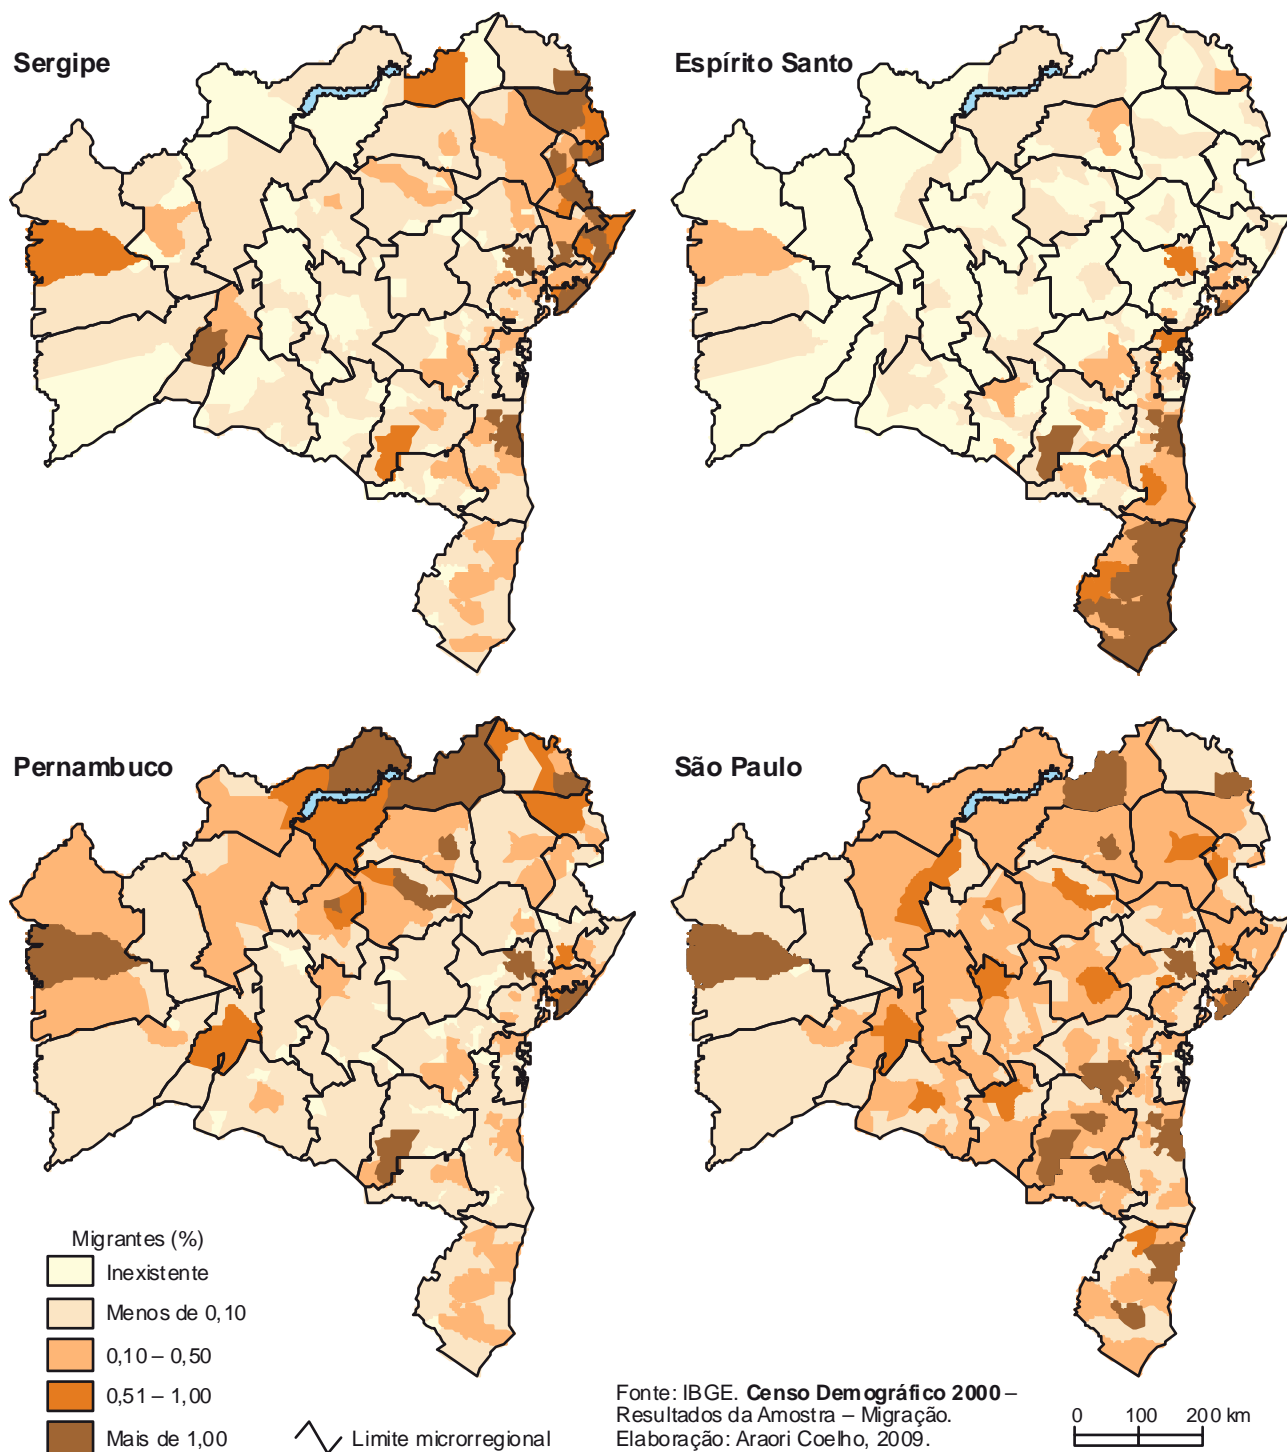 Sergipe
Espírito Santo
Pernambuco
São Paulo
Migrantes (%)
Inexistente
Menos de 0,10
0,10 – 0,50
0,51 – 1,00
Mais de 1,00
Limite microrregional
Fonte: IBGE. Censo Demográfico 2000 –
Resultados da Amostra – Migração.
Elaboração: Araori Coelho, 2009.
0 100 200 km